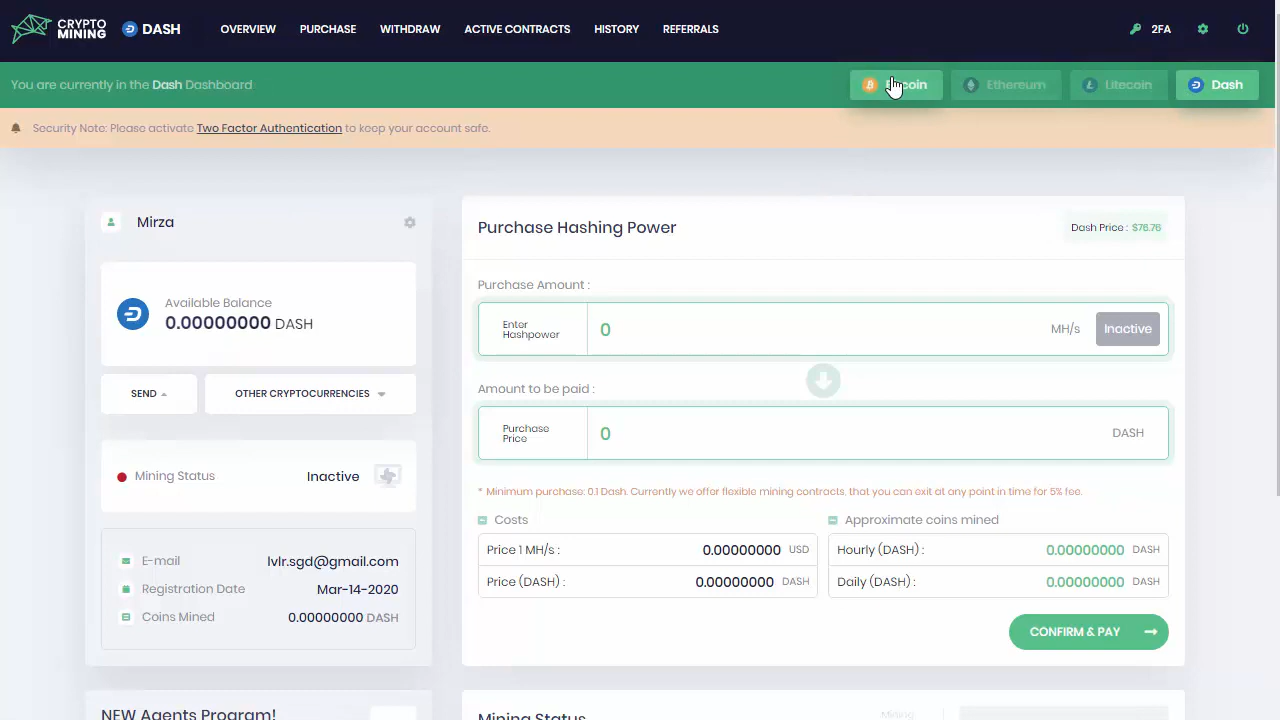 CRYPTO
MINING
DASH
OVERVIEW
PURCHASE
WITHDRAW
ACTIVE CONTRACTS
HISTORY
REFERRALS
2FA
You are currently in the Dash Dashboard
coin
Ethereum
Litecoin
Dash
Security Note: Please activate Two Factor Authentication to keep your account safe.
Mirza
Available Balance
0.00000000 DASH
SEND
OTHER CRYPTOCURRENCIES
Mining Status
Inactive
E-mail
lvlr.sgd@gmail.com
Registration Date
Mar-14-2020
Coins Mined
0.00000000 DASH
NEW Agents Program!
Purchase Hashing Power
Dash Price : $76.76
Purchase Amount :
Enter
Hashpower
0
MH/s
Inactive
Amount to be paid :
Purchase
Price
0
DASH
* Minimum purchase: 0.1 Dash. Currently we offer flexible mining contracts, that you can exit at any point in time for 5% fee.
Costs
Price 1 MH/s :
0.00000000 USD
Price (DASH) :
0.00000000 DASH
Approximate coins mined
Hourly (DASH) :
0.00000000 DASH
Daily (DASH) :
0.00000000 DASH
CONFIRM & PAY
Mining Status
Mining